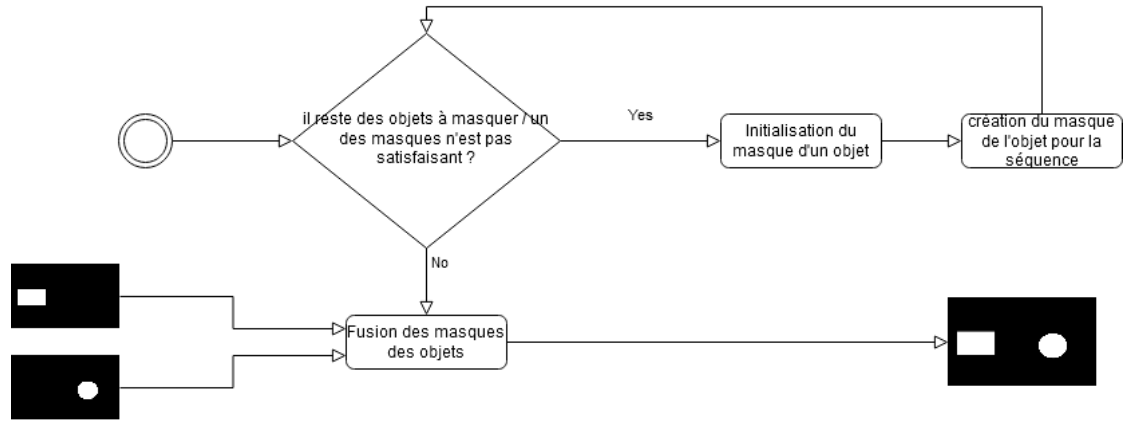 il reste des objets à masquer / un
des masques n'est pas
satisfaisant ?
Yes
Initialisation du
masque d'un objet
création du masque
de l'objet pour la
séquence
No
Fusion des masques
des objets